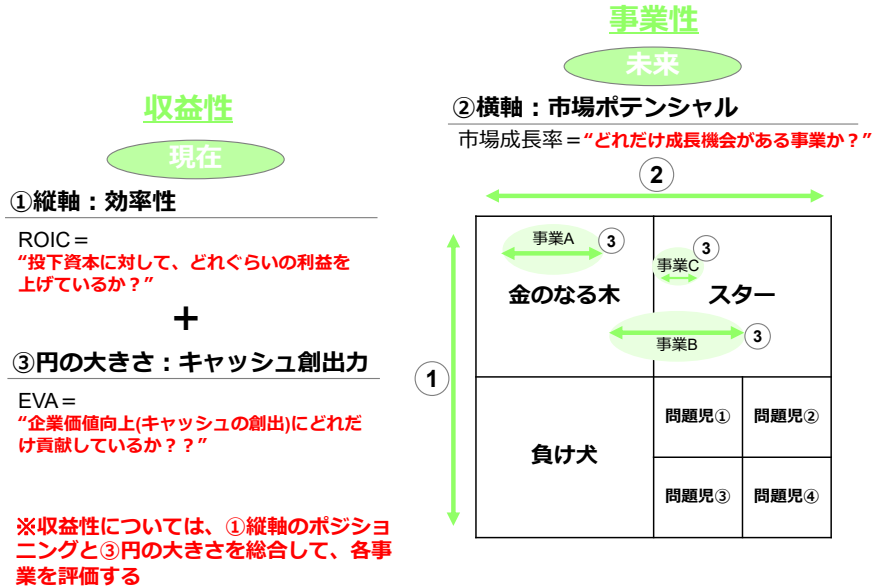 収益性
現在
①縦軸：効率性
ROIC＝
“投下資本に対して、どれぐらいの利益を
上げているか？”
＋
③円の大きさ：キャッシュ創出力
EVA＝
“企業価値向上(キャッシュの創出)にどれだ
け貢献しているか？？”
※収益性については、①縦軸のポジショ
ニングと③円の大きさを総合して、各事
業を評価する
事業性
未来
②横軸：市場ポテンシャル
市場成長率＝“どれだけ成長機会がある事業か？”
2
1
事業A
3
事業C
3
金のなる木
スター
事業B
3
負け犬
問題児①
問題児②
問題児③
問題児④